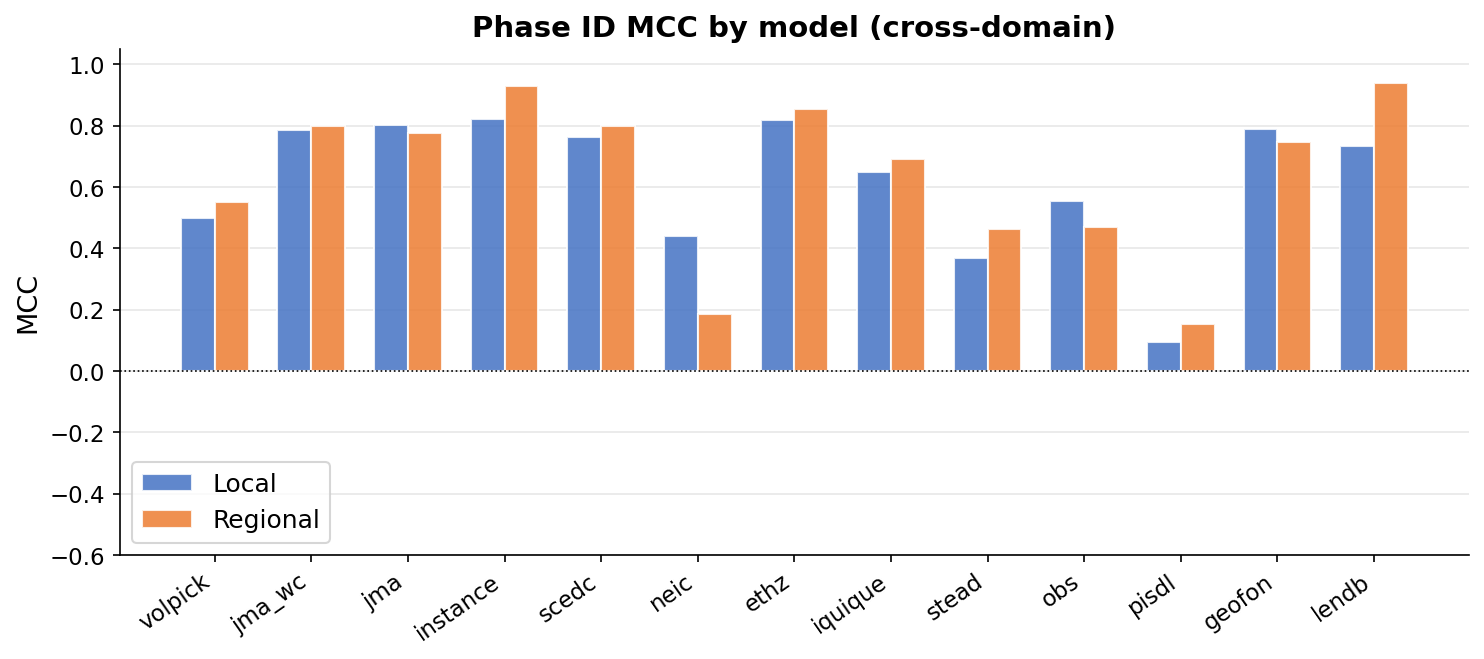 Phase ID MCC by model (cross-domain)
MCC
1.0
0.8
0.6
0.4
0.2
0.0
−0.2
−0.4
−0.6
Local
Regional
volpick
jma_wc
jma
instance
scedc
neic
ethz
iquique
stead
obs
pisdl
geofon
lendb